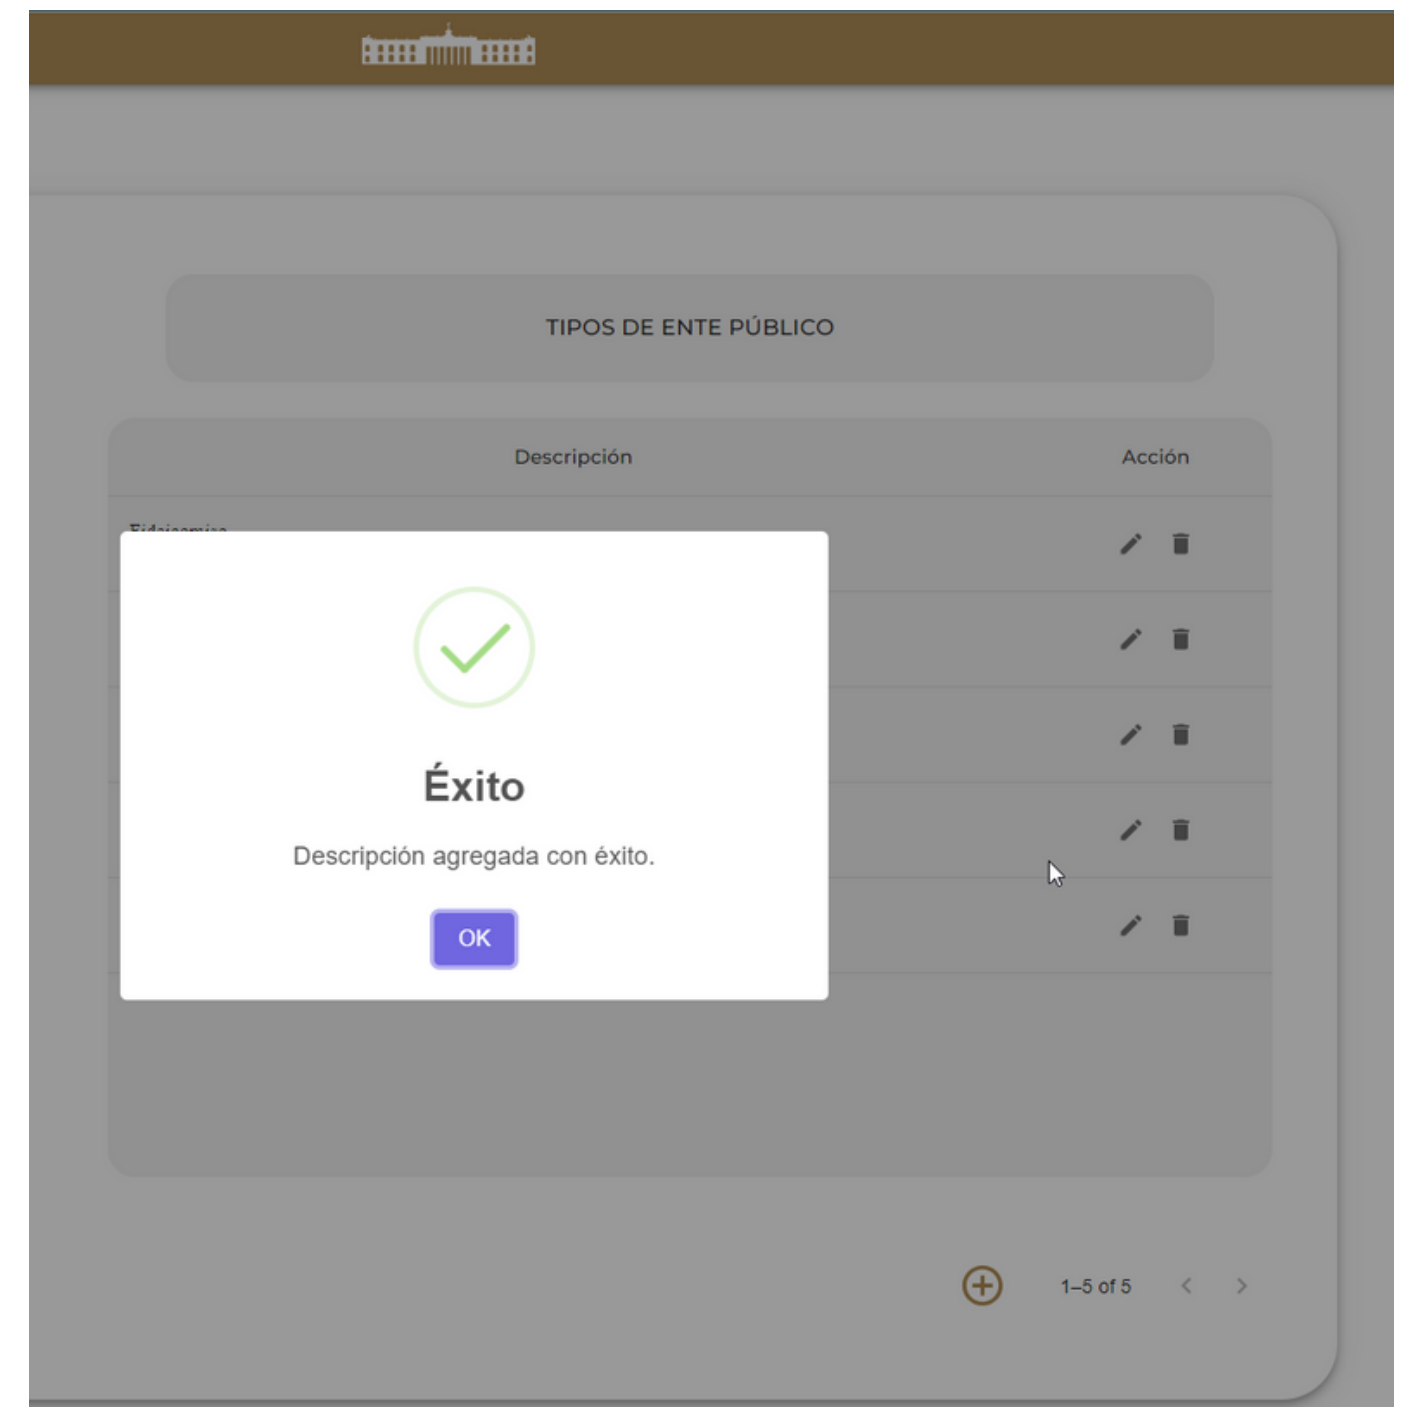 TIPOS DE ENTE PÚBLICO
Descripción Acción
Éxito
Descripción agregada con éxito.
OK
1–5 of 5